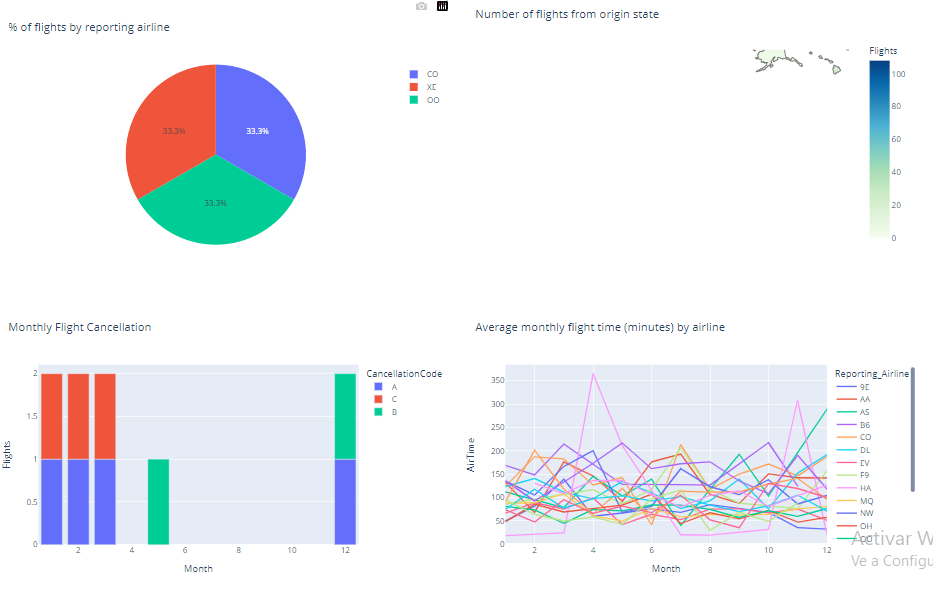 % of flights by reporting airline
33.3%
33.3%
33.3%
CO
XE
OO
Number of flights from origin state
Flights
100
80
60
40
20
0
Monthly Flight Cancellation
Flights
2
1.5
1
0.5
0
2
4
6
8
10
12
Month
CancellationCode
A
C
B
Average monthly flight time (minutes) by airline
AirTime
350
300
250
200
150
100
50
0
2
4
6
8
10
12
Month
Reporting_Airline
9E
AA
AS
B6
CO
DL
EV
F9
HA
MQ
NW
OH
OO
Activar W
Ve a Configu